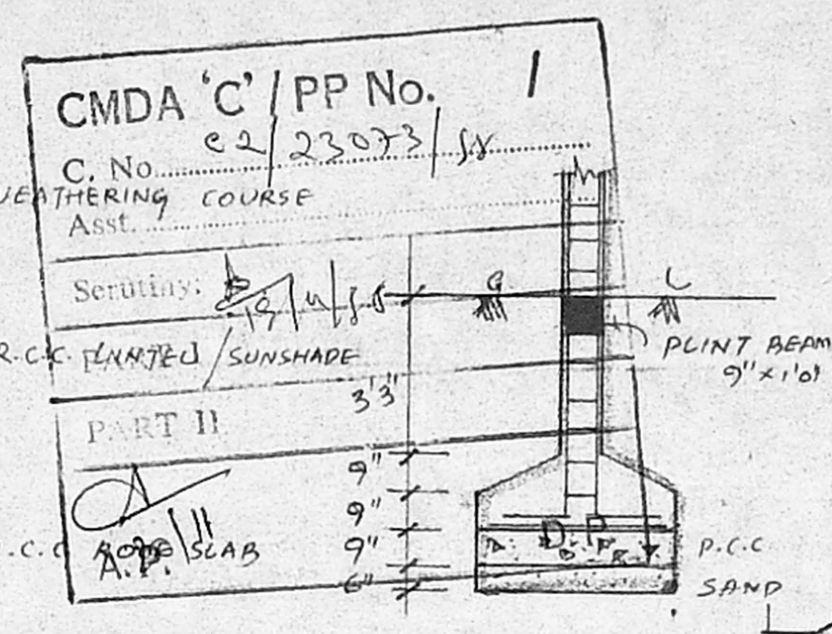 CMDA 'C' / PP No. 1
C. No. C2/23073/
WEATHERING COURSE
Asst.
Scrutiny:
G L
PLINT BEAM
9" x 1'0"
R.C.C. /SUNSHADE
3'3"
PART II
9"
9"
9"
6"
.C.C SLAB
A.P.
D.P.
P.C.C
SAND